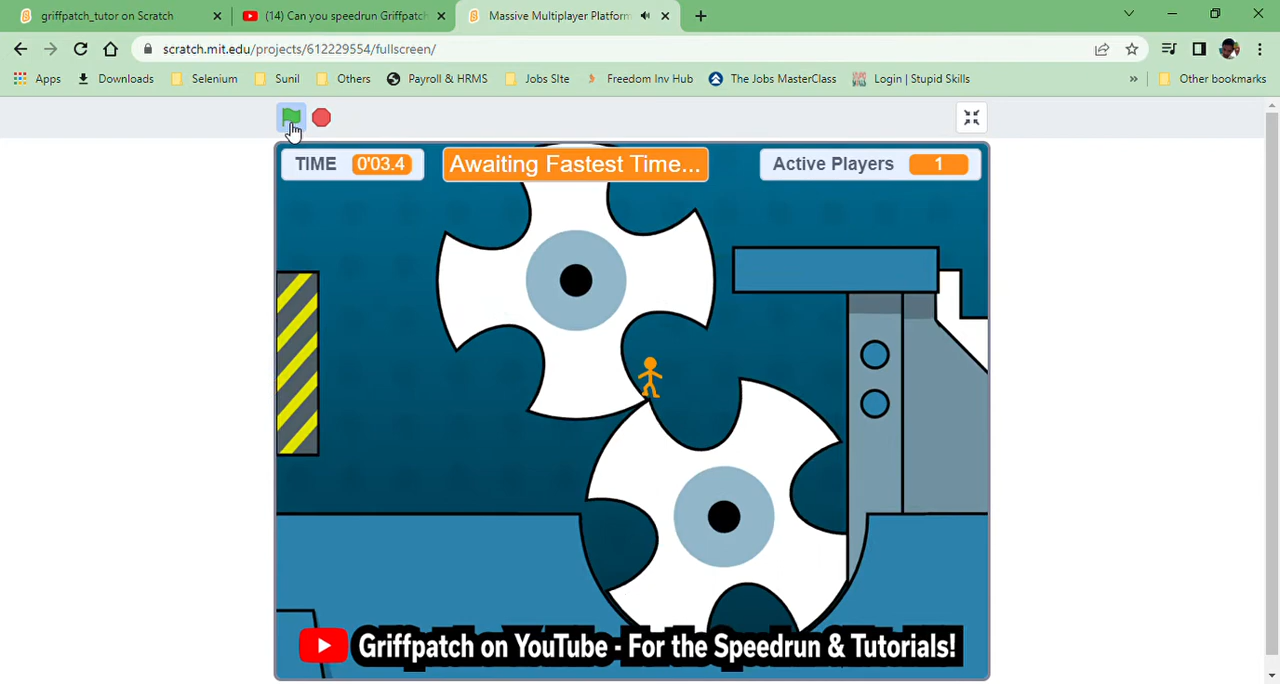 griffpatch_tutor on Scratch
(14) Can you speedrun Griffpatch
Massive Multiplayer Platform
scratch.mit.edu/projects/612229554/fullscreen/
Apps
Downloads
Selenium
Sunil
Others
Payroll & HRMS
Jobs SIte
Freedom Inv Hub
The Jobs MasterClass
Login | Stupid Skills
»
Other bookmarks
TIME 0'03.4
Awaiting Fastest Time...
Active Players 1
Griffpatch on YouTube - For the Speedrun & Tutorials!